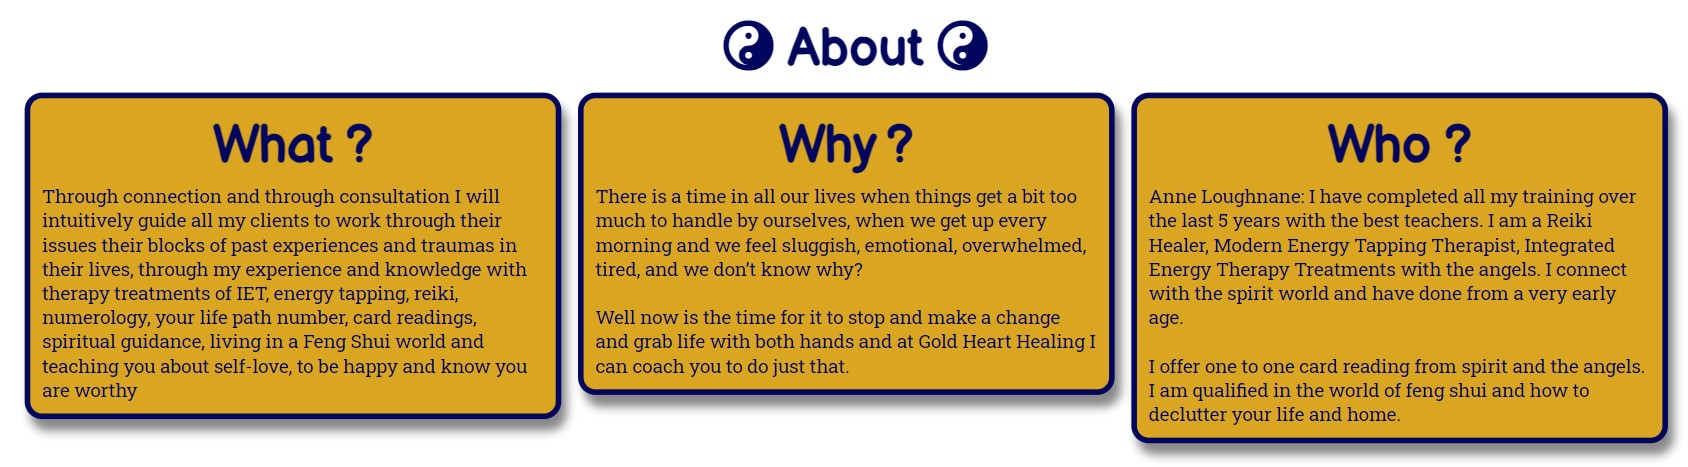 About
What ?
Through connection and through consultation I will
intuitively guide all my clients to work through their
issues their blocks of past experiences and traumas in
their lives, through my experience and knowledge with
therapy treatments of IET, energy tapping, reiki,
numerology, your life path number, card readings,
spiritual guidance, living in a Feng Shui world and
teaching you about self-love, to be happy and know you
are worthy
Why ?
There is a time in all our lives when things get a bit too
much to handle by ourselves, when we get up every
morning and we feel sluggish, emotional, overwhelmed,
tired, and we don’t know why?
Well now is the time for it to stop and make a change
and grab life with both hands and at Gold Heart Healing I
can coach you to do just that.
Who ?
Anne Loughnane: I have completed all my training over
the last 5 years with the best teachers. I am a Reiki
Healer, Modern Energy Tapping Therapist, Integrated
Energy Therapy Treatments with the angels. I connect
with the spirit world and have done from a very early
age.
I offer one to one card reading from spirit and the angels.
I am qualified in the world of feng shui and how to
declutter your life and home.